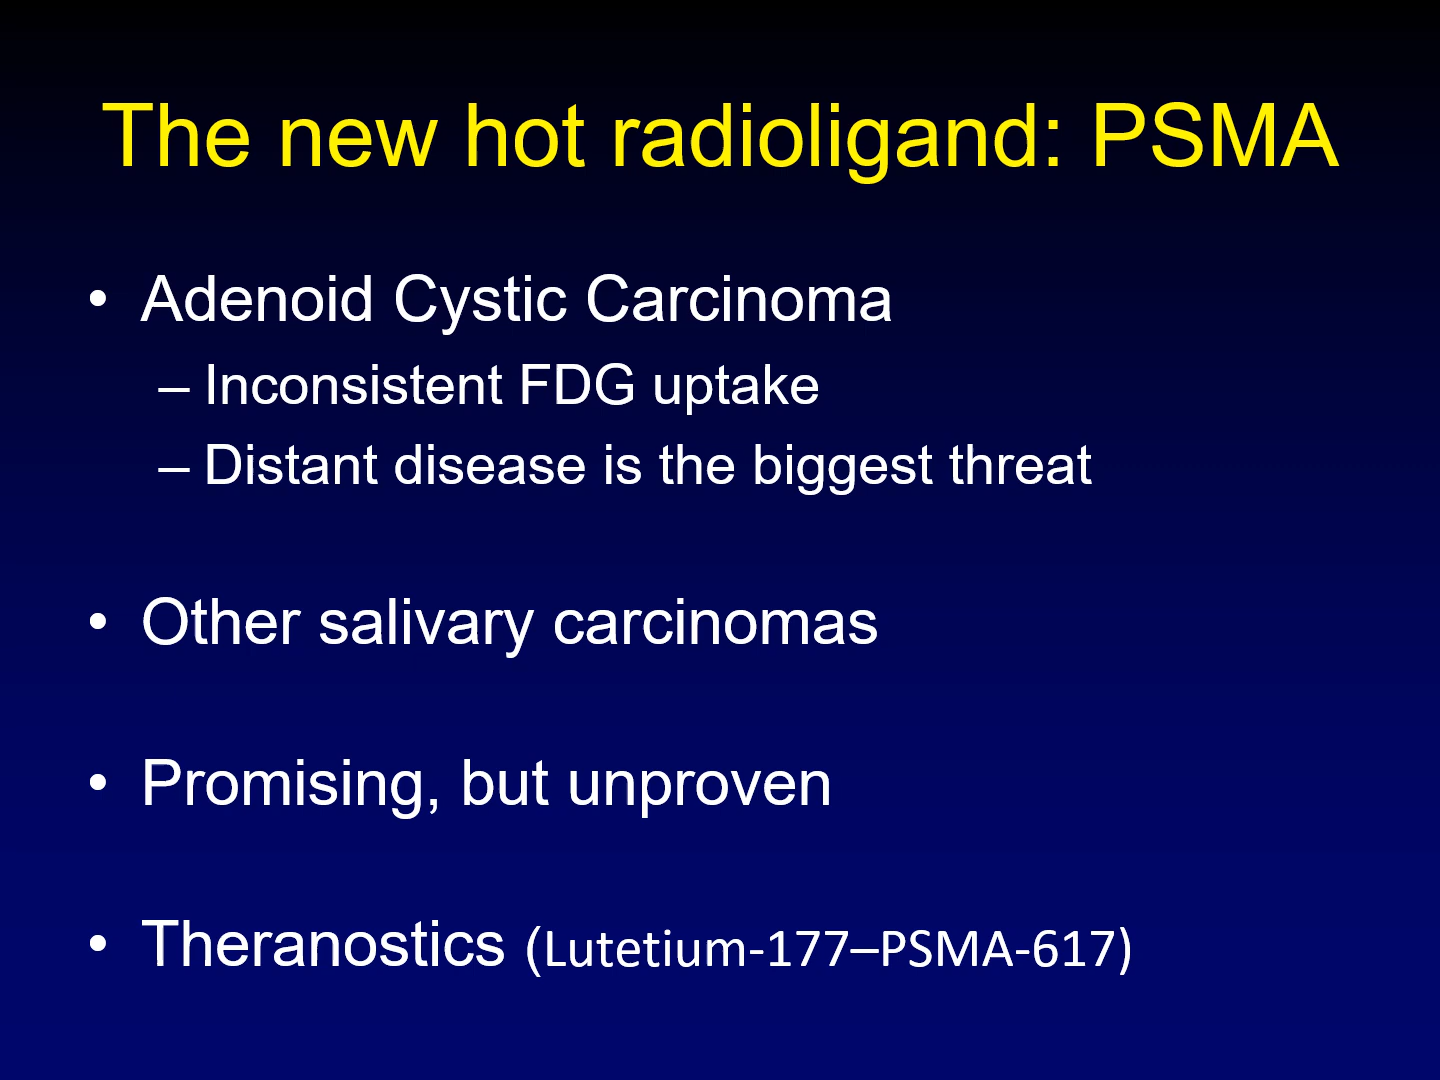 The new hot radioligand: PSMA
• Adenoid Cystic Carcinoma
– Inconsistent FDG uptake
– Distant disease is the biggest threat
• Other salivary carcinomas
• Promising, but unproven
• Theranostics (Lutetium-177–PSMA-617)